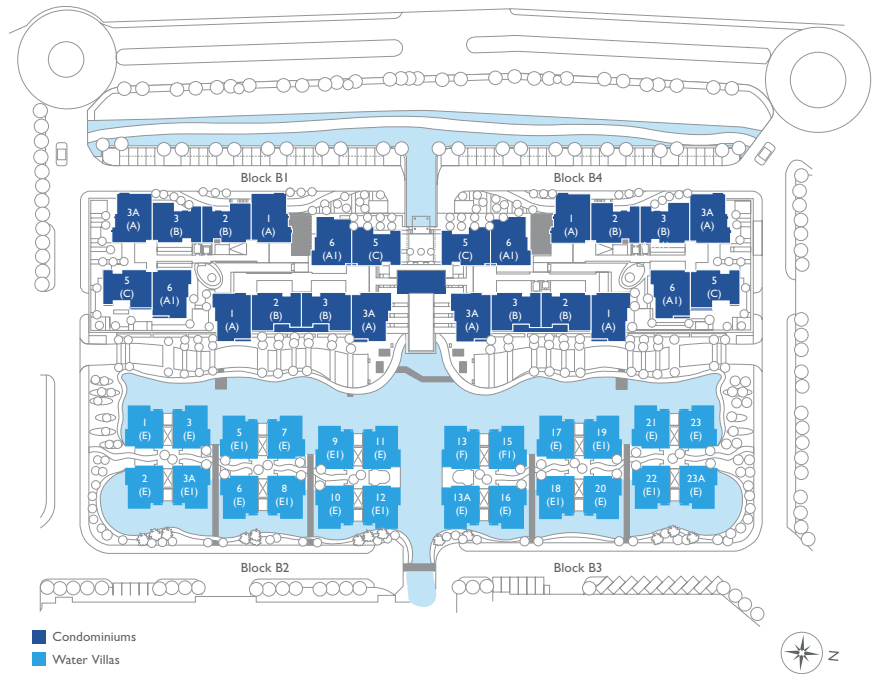 Block B1
Block B4
3A
(A)
3
(B)
2
(B)
1
(A)
6
(A1)
5
(C)
5
(C)
6
(A1)
1
(A)
2
(B)
3
(B)
3A
(A)
5
(C)
6
(A1)
1
(A)
2
(B)
3
(B)
3A
(A)
3A
(A)
3
(B)
2
(B)
1
(A)
6
(A1)
5
(C)
1
(E)
3
(E)
5
(E1)
7
(E)
9
(E1)
11
(E)
13
(F)
15
(F1)
17
(E)
19
(E1)
21
(E)
23
(E)
2
(E)
3A
(E1)
6
(E)
8
(E1)
10
(E)
12
(E1)
13A
(E)
16
(E)
18
(E1)
20
(E)
22
(E1)
23A
(E)
Block B2
Block B3
Condominiums
Water Villas
N